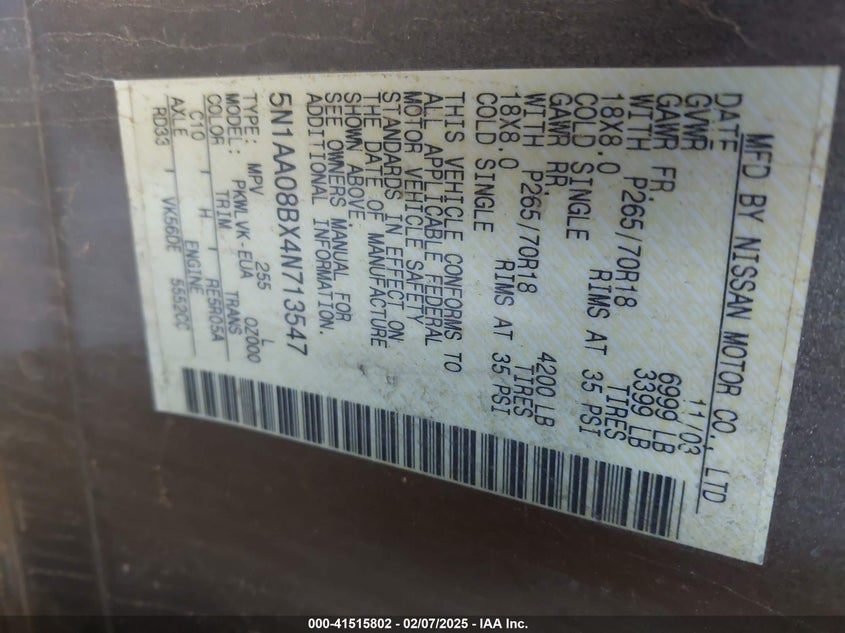 MFD BY NISSAN MOTOR CO., LTD
DATE 11/03
GVWR 6999 LB
GAWR FR. 3399 LB
WITH P265/70R18 TIRES
18X8.0 RIMS AT 35 PSI
COLD SINGLE
GAWR RR. 4200 LB
WITH P265/70R18 TIRES
18X8.0 RIMS AT 35 PSI
COLD SINGLE
THIS VEHICLE CONFORMS TO
ALL APPLICABLE FEDERAL
MOTOR VEHICLE SAFETY
STANDARDS IN EFFECT ON
THE DATE OF MANUFACTURE
SHOWN ABOVE.
SEE OWNERS MANUAL FOR
ADDITIONAL INFORMATION.
5N1AA08BX4N713547
TYPE: MPV 255 L
MODEL: PKWLVK-EUA QZ000
COLOR TRIM TRANS
C10 H RE5R05A
AXLE ENGINE
RD33 VK56DE 5552CC
000-41515802 - 02/07/2025 - IAA Inc.